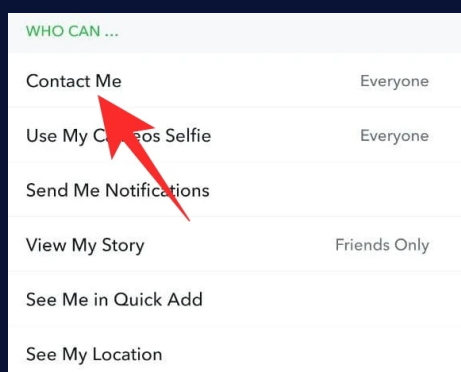 WHO CAN ...
Contact Me Everyone
Use My Cameos Selfie Everyone
Send Me Notifications
View My Story Friends Only
See Me in Quick Add
See My Location